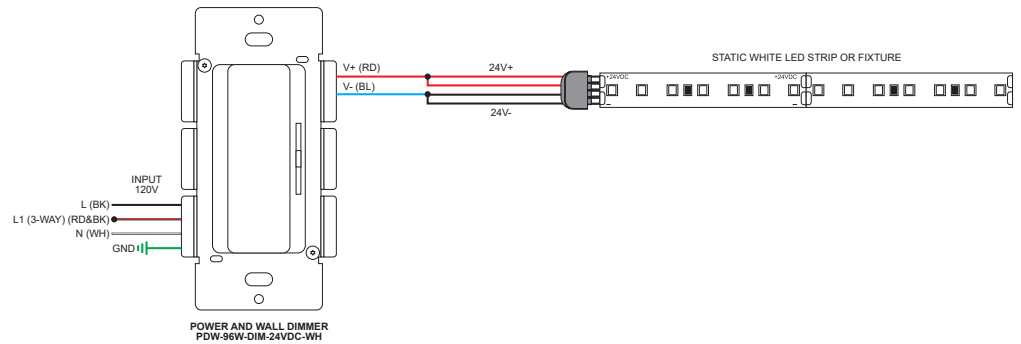 STATIC WHITE LED STRIP OR FIXTURE
V+ (RD)
24V+
V- (BL)
24V-
+24VDC
+24VDC
–
–
INPUT
120V
L (BK)
L1 (3-WAY) (RD&BK)
N (WH)
GND
POWER AND WALL DIMMER
PDW-96W-DIM-24VDC-WH